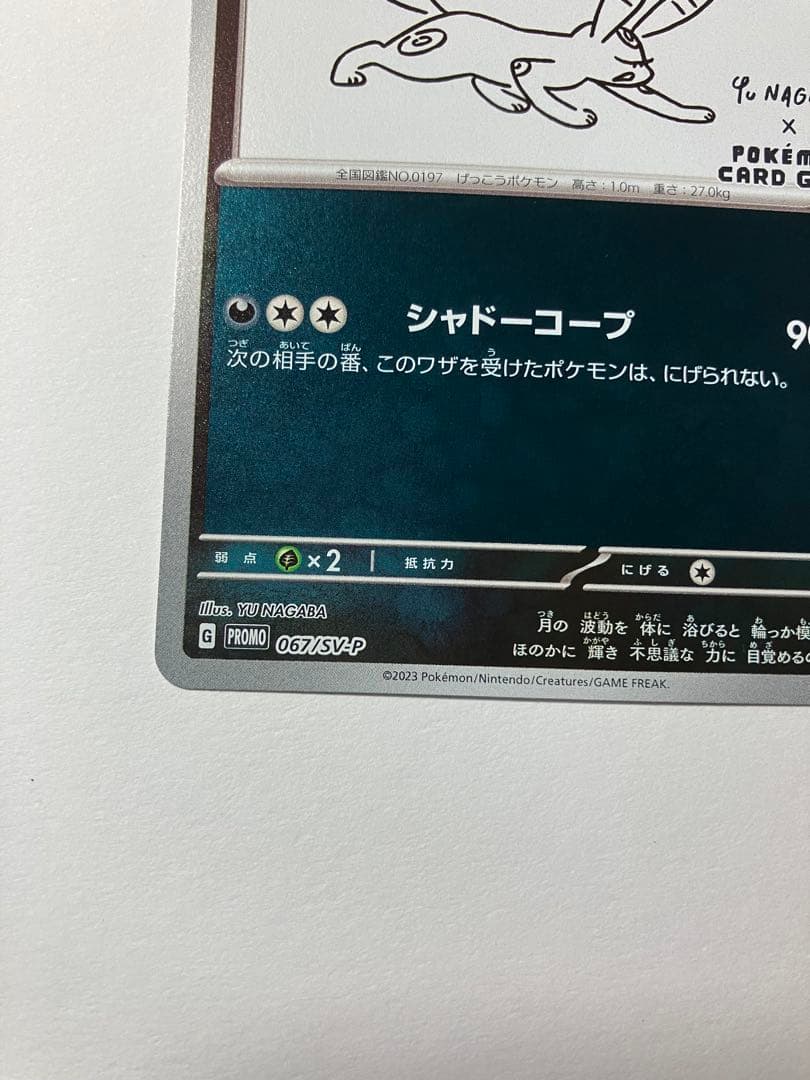 Yu NAG
×
POKÉM
CARD G
全国図鑑NO.0197 げっこうポケモン 高さ:1.0m 重さ:27.0kg
シャドークローブ 9
次の相手の番、このワザを受けたポケモンは、にげられない。
弱点 ×2 抵抗力 にげる
Illus. YU NAGABA
G PROMO 067/SV-P
月の 波動を 体に 浴びると 輪っか模
ほのかに 輝き 不思議な 力に 目覚める
©2023 Pokémon/Nintendo/Creatures/GAME FREAK.